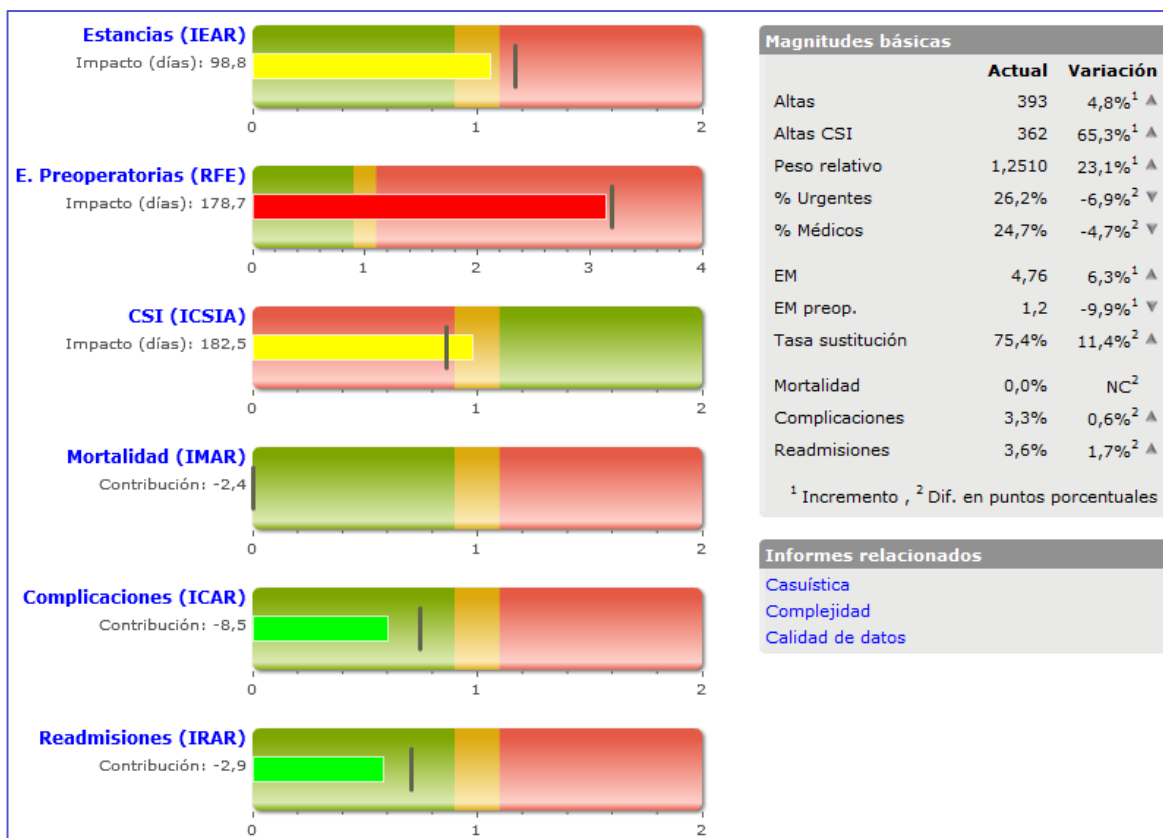 Estancias (IEAR)
Impacto (días): 98,8
0 1 2
E. Preoperatorias (RFE)
Impacto (días): 178,7
0 1 2 3 4
CSI (ICSIA)
Impacto (días): 182,5
0 1 2
Mortalidad (IMAR)
Contribución: -2,4
0 1 2
Complicaciones (ICAR)
Contribución: -8,5
0 1 2
Readmisiones (IRAR)
Contribución: -2,9
0 1 2
Magnitudes básicas
Actual Variación
Altas 393 4,8%¹ ▲
Altas CSI 362 65,3%¹ ▲
Peso relativo 1,2510 23,1%¹ ▲
% Urgentes 26,2% -6,9%² ▼
% Médicos 24,7% -4,7%² ▼
EM 4,76 6,3%¹ ▲
EM preop. 1,2 -9,9%¹ ▼
Tasa sustitución 75,4% 11,4%² ▲
Mortalidad 0,0% NC²
Complicaciones 3,3% 0,6%² ▲
Readmisiones 3,6% 1,7%² ▲
¹ Incremento , ² Dif. en puntos porcentuales
Informes relacionados
Casuística
Complejidad
Calidad de datos